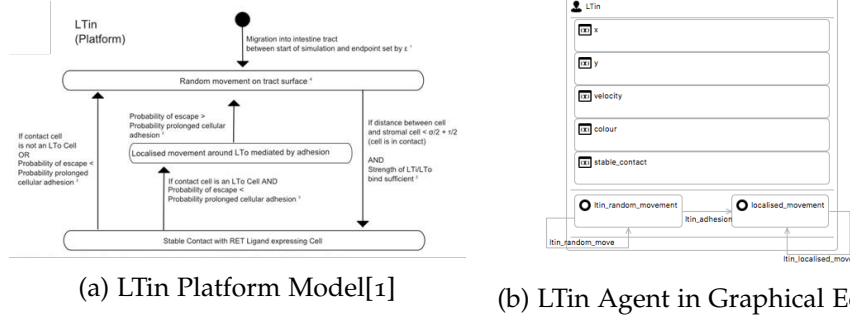 LTin
(Platform)
Migration into intestine tract
between start of simulation and endpoint set by ε
Random movement on tract surface
Probability of escape >
Probability prolonged cellular
adhesion
If distance between cell
and stromal cell < α/2 + r/2
(cell is in contact)
AND
Strength of LTi/LTo
bind sufficient
If contact cell
is not an LTo Cell
OR
Probability of escape <
Probability prolonged
cellular adhesion
Localised movement around LTo mediated by adhesion
If contact cell is an LTo Cell AND
Probability of escape <
Probability prolonged cellular adhesion
Stable Contact with RET Ligand expressing Cell
(a) LTin Platform Model[1]
LTin
x
y
velocity
colour
stable_contact
ltin_random_movement
localised_movement
ltin_adhesion
ltin_random_move
ltin_localised_mov
(b) LTin Agent in Graphical E